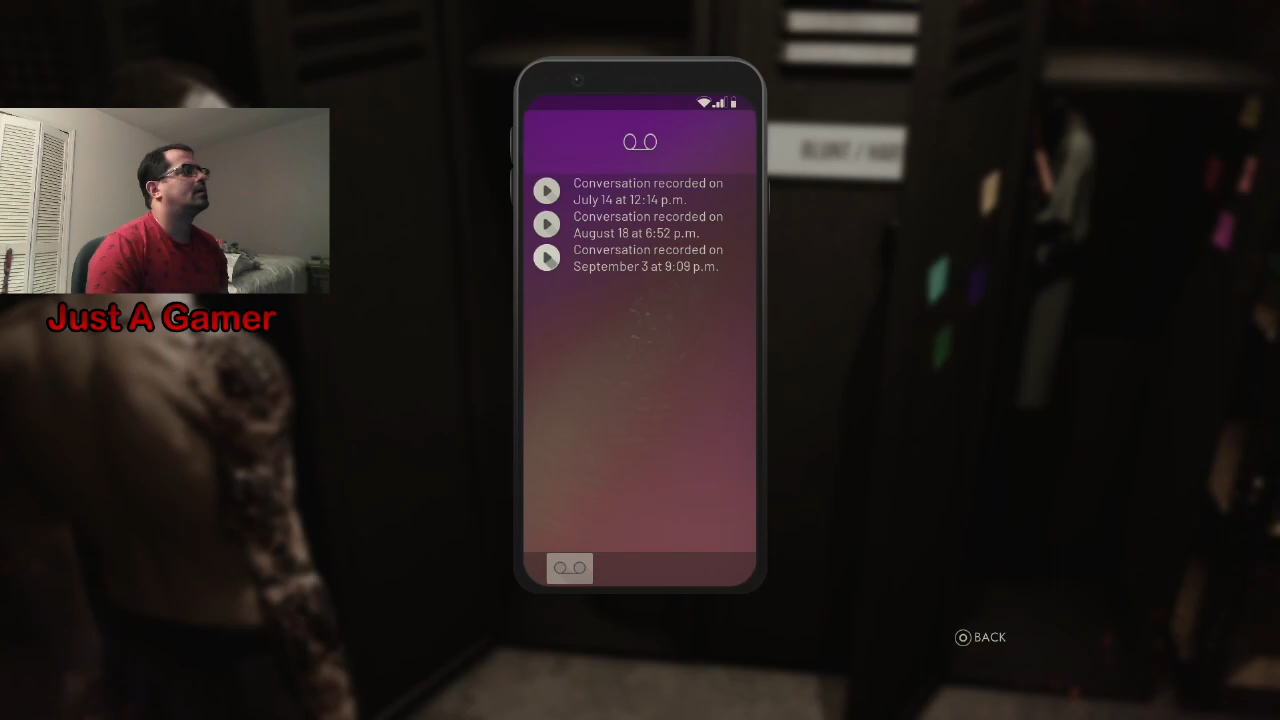 Conversation recorded on
July 14 at 12:14 p.m.
Conversation recorded on
August 18 at 6:52 p.m.
Conversation recorded on
September 3 at 9:09 p.m.
Just A Gamer
BLUNT /
BACK